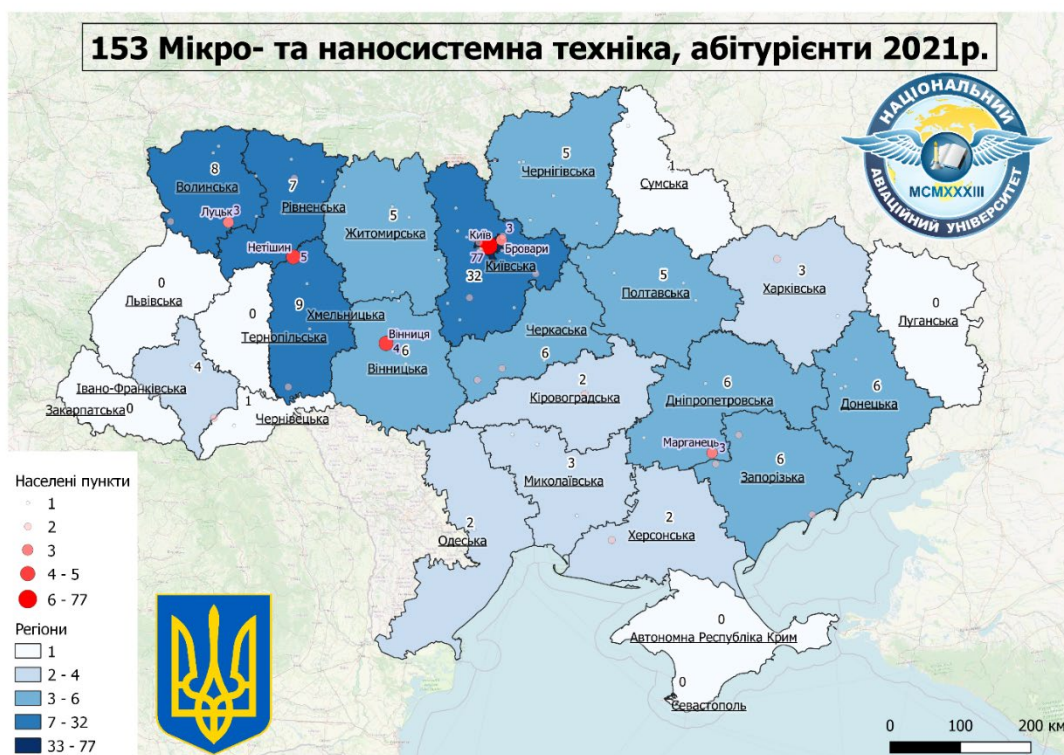 153 Мікро- та наносистемна техніка, абітурієнти 2021р.
НАЦІОНАЛЬНИЙ
АВІАЦІЙНИЙ УНІВЕРСИТЕТ
MCMXXXIII
8
Волинська
Луцьк 3
7
Рівненська
Нетішин
5
5
Житомирська
5
Чернігівська
1
Сумська
Київ
77
3
Бровари
Київська
32
0
Львівська
0
Тернопільська
9
Хмельницька
Вінниця
4
6
Вінницька
Черкаська
6
5
Полтавська
3
Харківська
0
Луганська
4
Івано-Франківська
Закарпатська
0
1
Чернівецька
2
Кіровоградська
6
Дніпропетровська
6
Донецька
Марганець
3
6
Запорізька
3
Миколаївська
2
Одеська
2
Херсонська
0
Автономна Республіка Крим
0
Севастополь
Населені пункти
1
2
3
4 - 5
6 - 77
Регіони
1
2 - 4
3 - 6
7 - 32
33 - 77
0 100 200 км